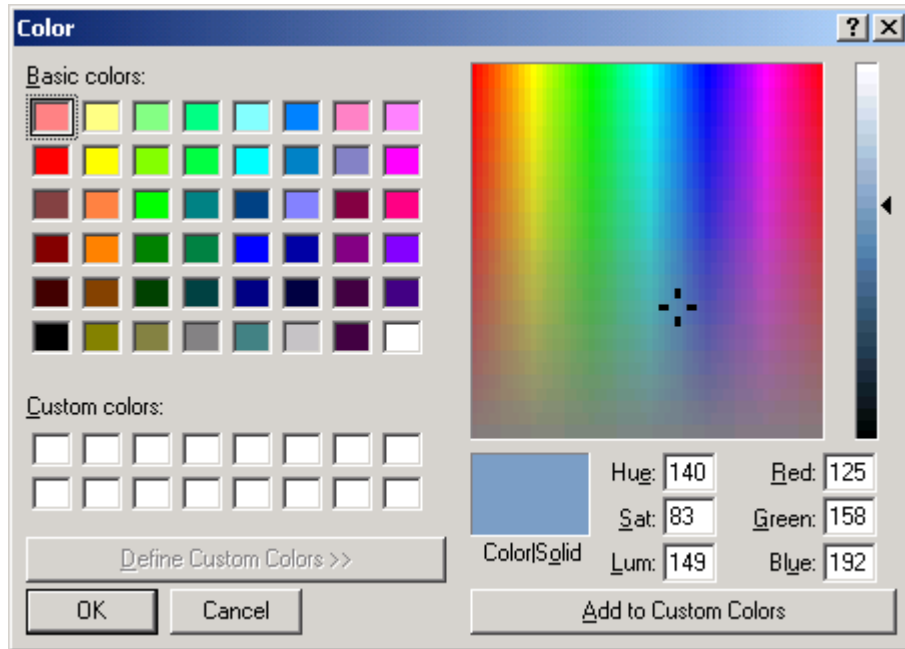 Color
Basic colors:
Custom colors:
Define Custom Colors >>
OK Cancel
Color|Solid
Hue: 140 Red: 125
Sat: 83 Green: 158
Lum: 149 Blue: 192
Add to Custom Colors